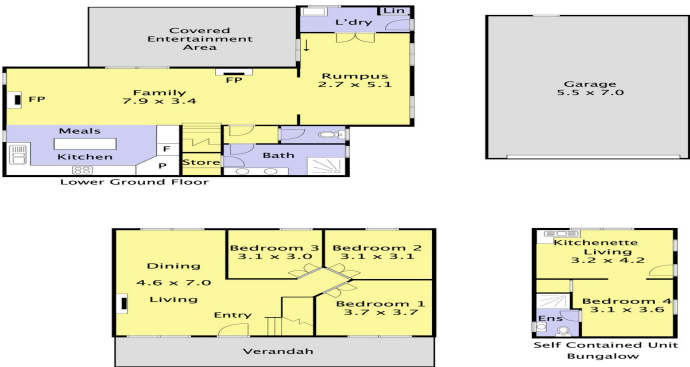 Covered
Entertainment
Area
L'dry
Lin
FP
Rumpus
2.7 x 5.1
Family
7.9 x 3.4
FP
Meals
Kitchen
F
P
Store
Bath
Lower Ground Floor
Garage
5.5 x 7.0
Bedroom 3
3.1 x 3.0
Bedroom 2
3.1 x 3.1
Dining
4.6 x 7.0
Living
Entry
Bedroom 1
3.7 x 3.7
Verandah
Kitchenette
Living
3.2 x 4.2
Bedroom 4
3.1 x 3.6
Ens
Self Contained Unit
Bungalow